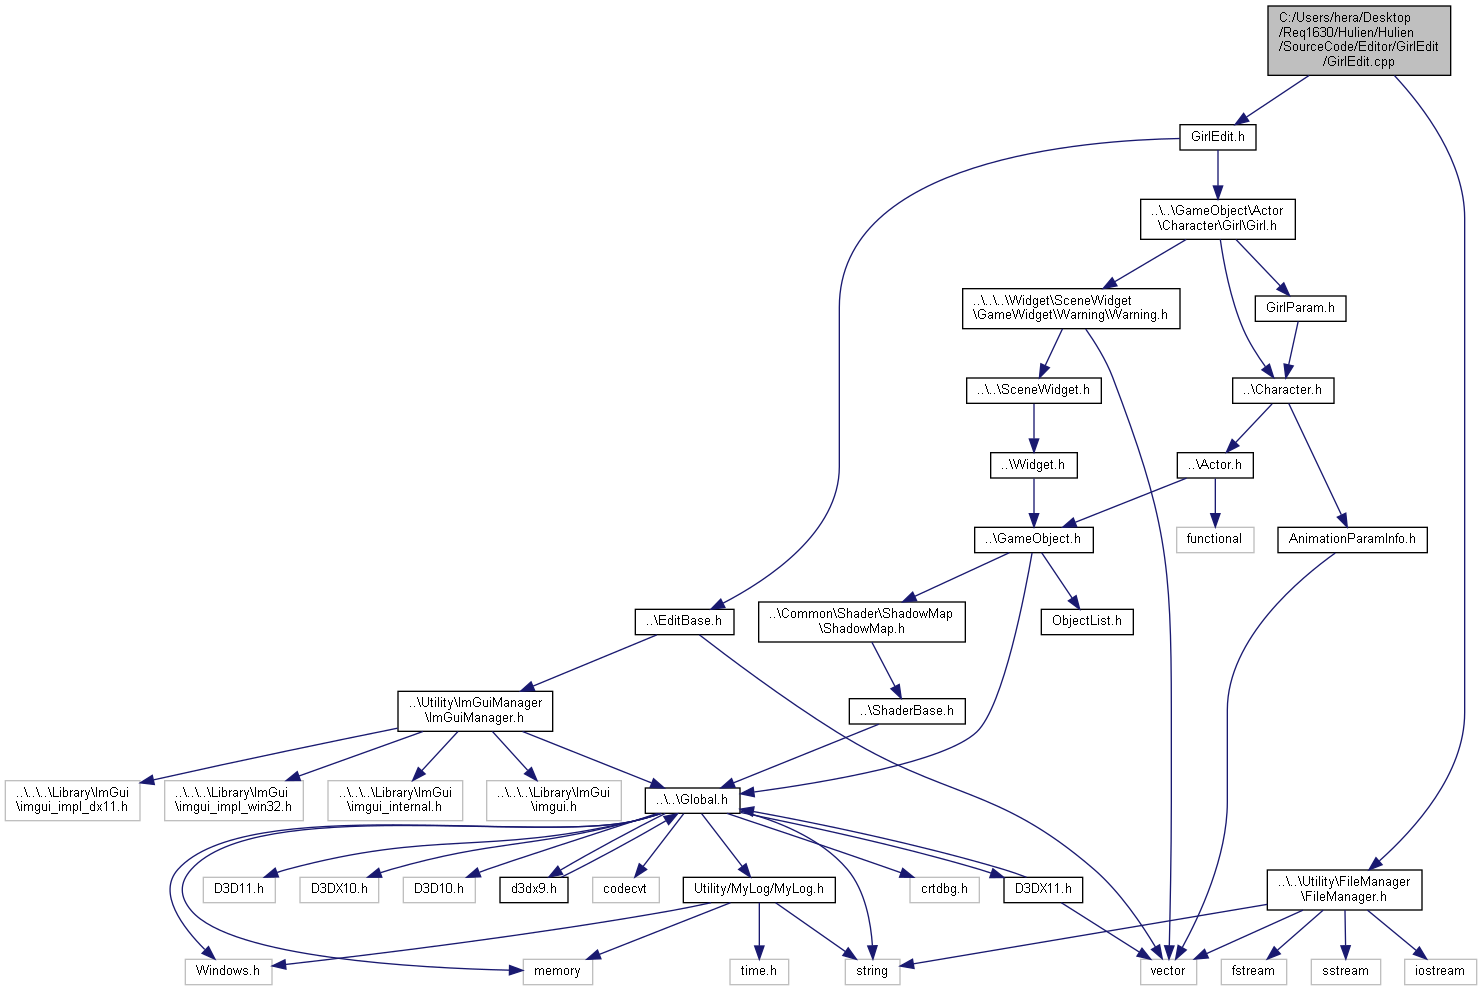 C:/Users/hera/Desktop
/Req1630/Hulien/Hulien
/SourceCode/Editor/GirlEdit
/GirlEdit.cpp
GirlEdit.h
..\..\GameObject\Actor
\Character\Girl\Girl.h
..\..\..\Widget\SceneWidget
\GameWidget\Warning\Warning.h
GirlParam.h
..\..\SceneWidget.h
..\Character.h
..\Widget.h
..\Actor.h
..\GameObject.h
functional
AnimationParamInfo.h
..\EditBase.h
..\Common\Shader\ShadowMap
\ShadowMap.h
ObjectList.h
..\Utility\ImGuiManager
\ImGuiManager.h
..\ShaderBase.h
..\..\..\Library\ImGui
\imgui_impl_dx11.h
..\..\..\Library\ImGui
\imgui_impl_win32.h
..\..\..\Library\ImGui
\imgui_internal.h
..\..\..\Library\ImGui
\imgui.h
..\..\Global.h
D3D11.h
D3DX10.h
D3D10.h
d3dx9.h
codecvt
Utility/MyLog/MyLog.h
crtdbg.h
D3DX11.h
..\..\Utility\FileManager
\FileManager.h
Windows.h
memory
time.h
string
vector
fstream
sstream
iostream